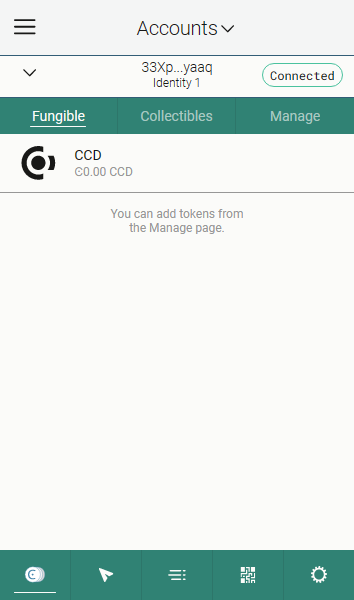 Accounts
33Xp...yaaq
Identity 1
Connected
Fungible
Collectibles
Manage
CCD
Ͼ0.00 CCD
You can add tokens from
the Manage page.